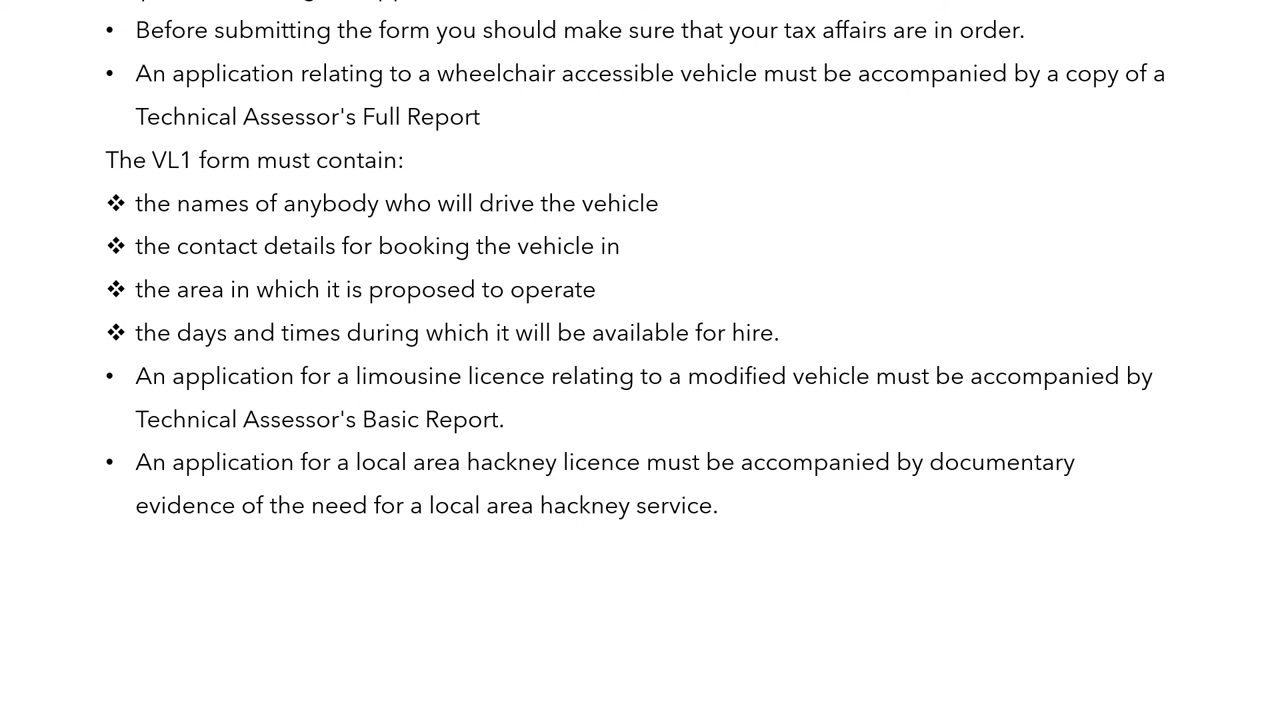 • Before submitting the form you should make sure that your tax affairs are in order.
• An application relating to a wheelchair accessible vehicle must be accompanied by a copy of a
Technical Assessor's Full Report
The VL1 form must contain:
❖ the names of anybody who will drive the vehicle
❖ the contact details for booking the vehicle in
❖ the area in which it is proposed to operate
❖ the days and times during which it will be available for hire.
• An application for a limousine licence relating to a modified vehicle must be accompanied by
Technical Assessor's Basic Report.
• An application for a local area hackney licence must be accompanied by documentary
evidence of the need for a local area hackney service.